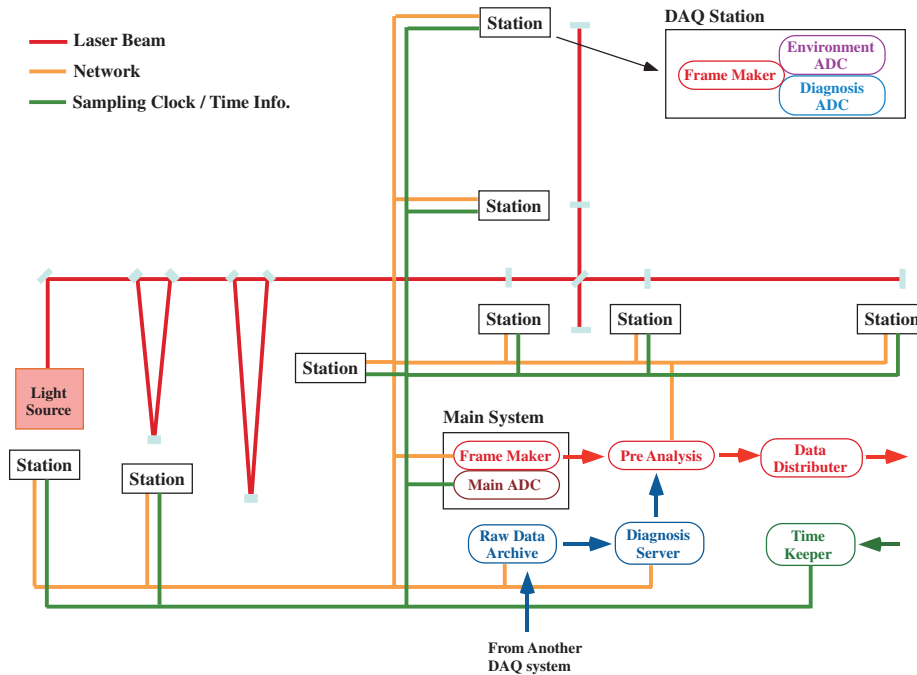 Station
DAQ Station
Laser Beam
Network
Sampling Clock / Time Info.
Environment
ADC
Frame Maker
Diagnosis
ADC
Station
Station
Station
Station
Station
Light
Source
Main System
Frame Maker
Main ADC
Pre Analysis
Data
Distributer
Station
Station
Raw Data
Archive
Diagnosis
Server
Time
Keeper
From Another
DAQ system